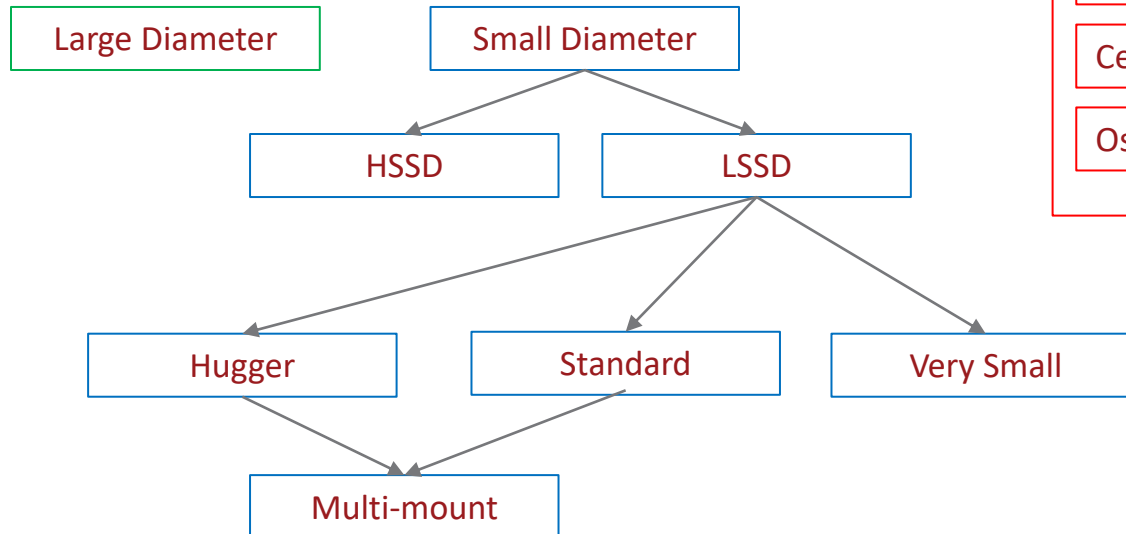 Large Diameter
Small Diameter
HSSD
LSSD
Hugger
Standard
Very Small
Multi-mount